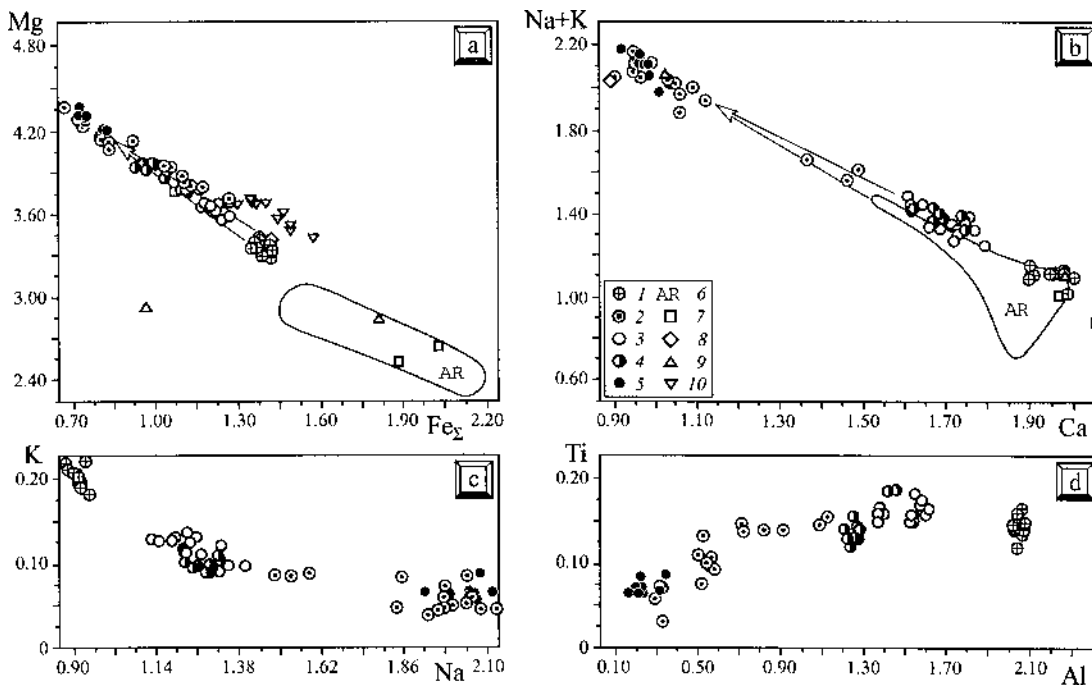 Mg
a
4.80
4.20
3.60
3.00
2.40
AR
0.70 1.00 1.60 1.90 2.20
FeΣ
Na+K
b
2.20
1.80
1.40
1.00
0.60
AR
1 AR 6
2 7
3 8
4 9
5 10
0.90 1.10 1.30 1.50 1.70 1.90
Ca
K
c
0.20
0.10
0
0.90 1.14 1.38 1.62 1.86 2.10
Na
Ti
d
0.20
0.10
0
0.10 0.50 0.90 1.30 1.70 2.10
Al